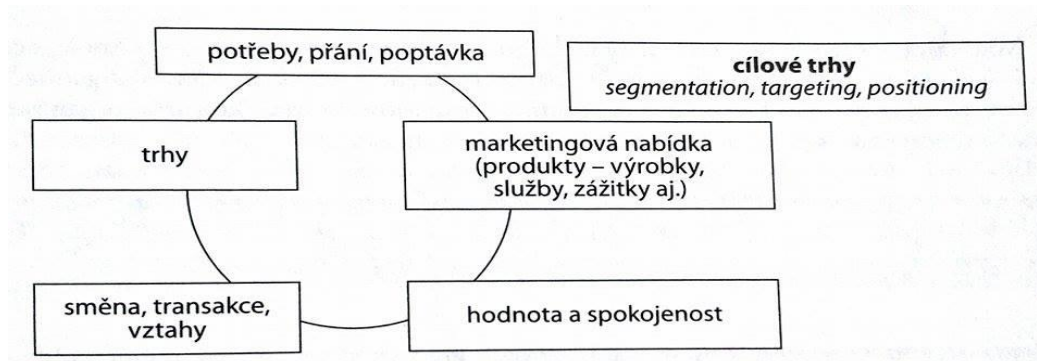 potřeby, přání, poptávka
cílové trhy
segmentation, targeting, positioning
trhy
marketingová nabídka
(produkty – výrobky,
služby, zážitky aj.)
směna, transakce,
vztahy
hodnota a spokojenost